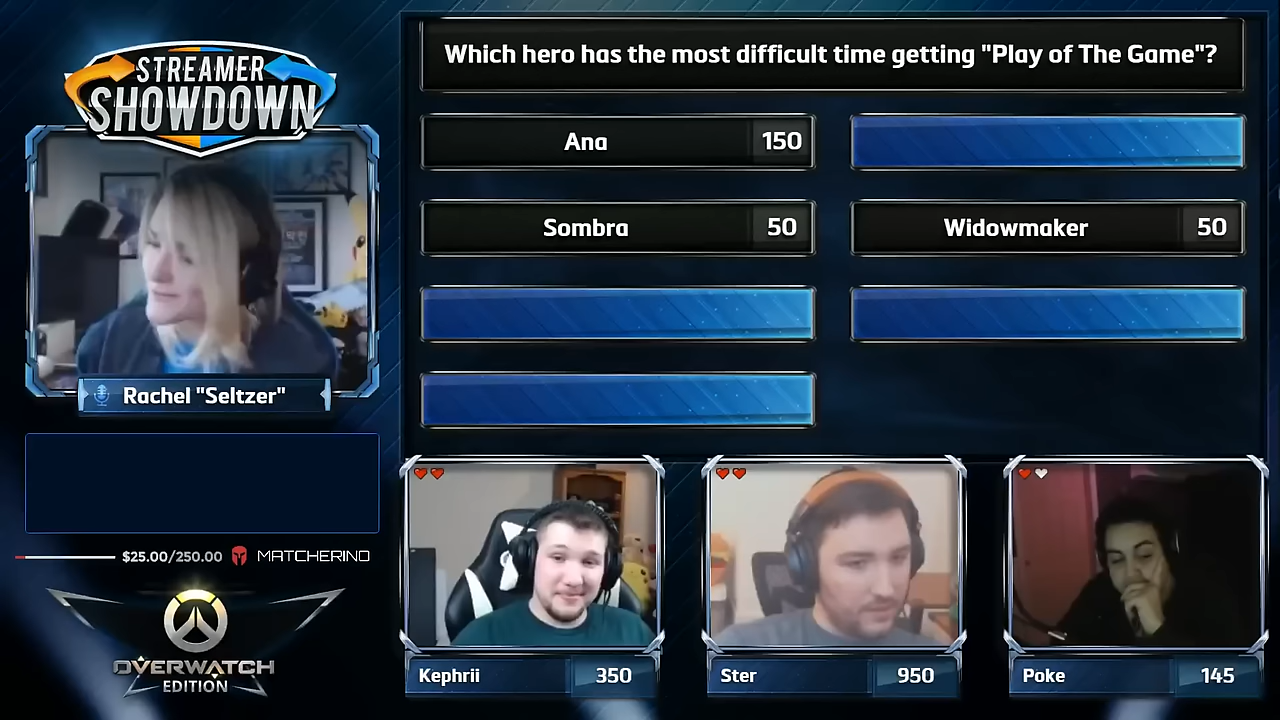 STREAMER
SHOWDOWN
Rachel "Seltzer"
$25.00/250.00 MATCHERINO
OVERWATCH
EDITION
Which hero has the most difficult time getting "Play of The Game"?
Ana 150
Sombra 50
Widowmaker 50
Kephrii 350
Ster 950
Poke 145